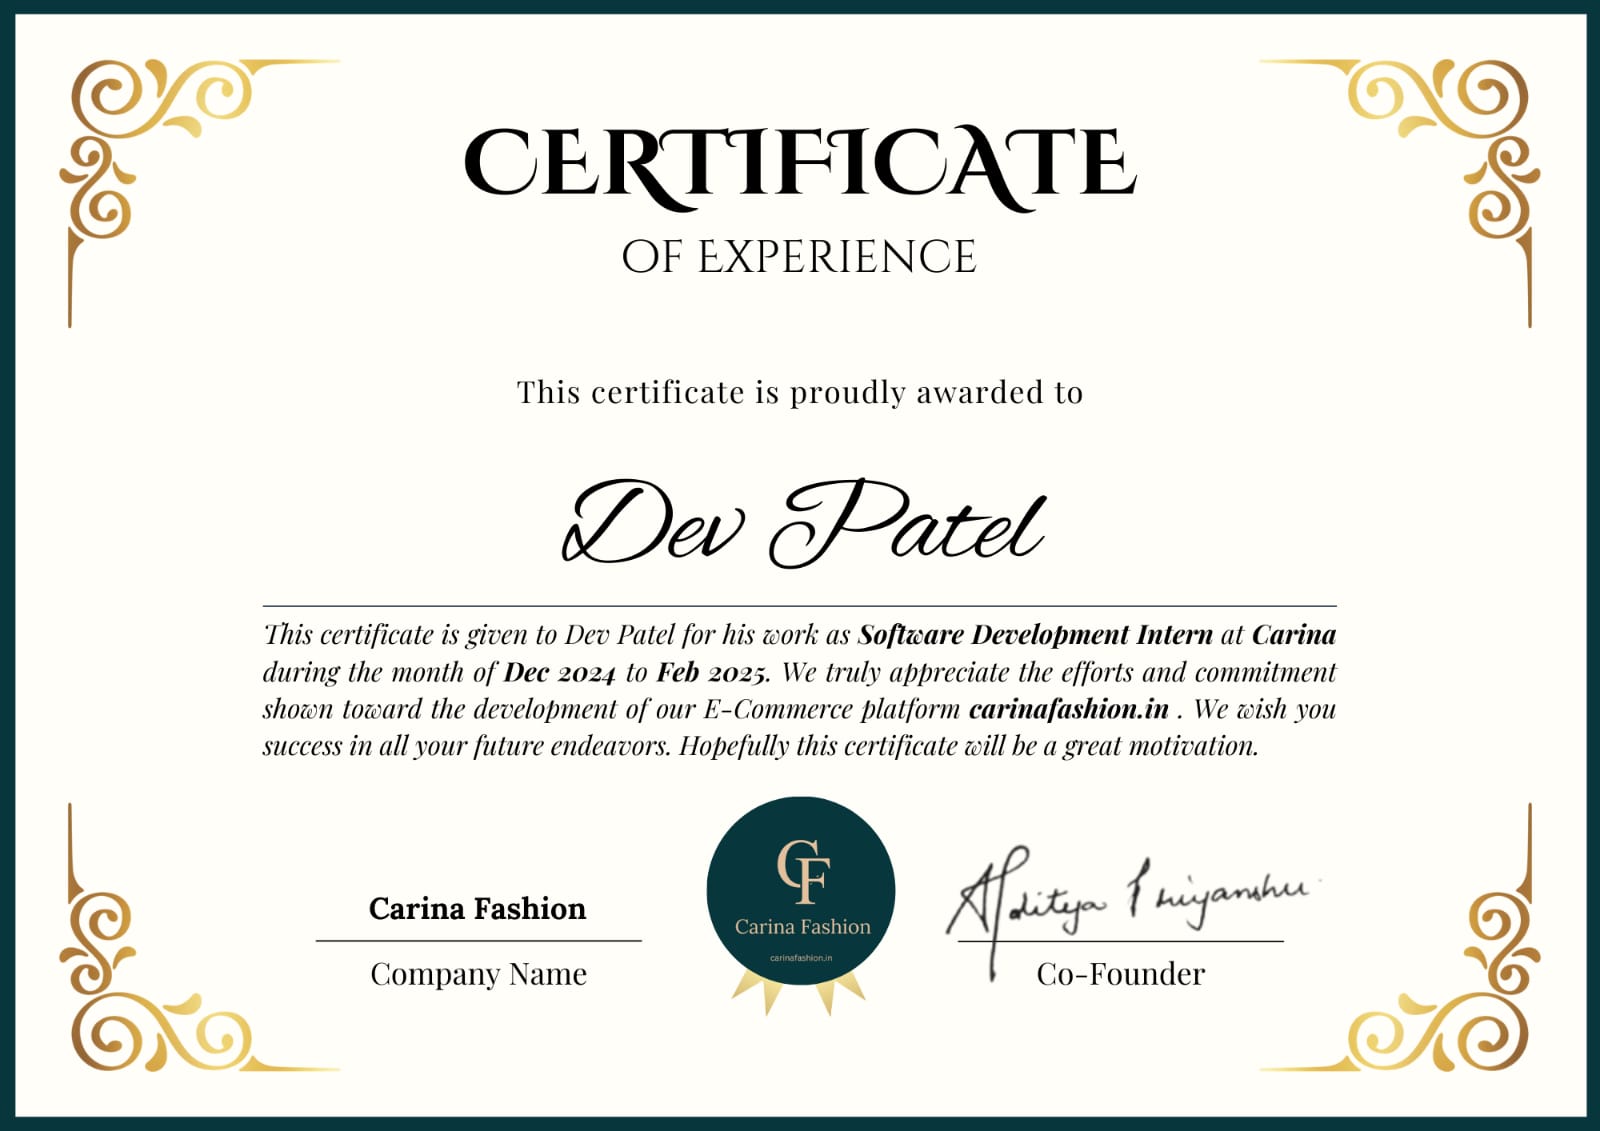 CERTIFICATE
OF EXPERIENCE
This certificate is proudly awarded to
Dev Patel
This certificate is given to Dev Patel for his work as Software Development Intern at Carina
during the month of Dec 2024 to Feb 2025. We truly appreciate the efforts and commitment
shown toward the development of our E-Commerce platform carinafashion.in . We wish you
success in all your future endeavors. Hopefully this certificate will be a great motivation.
Carina Fashion
Company Name
CF
Carina Fashion
carinafashion.in
Aditya Priyanshu
Co-Founder